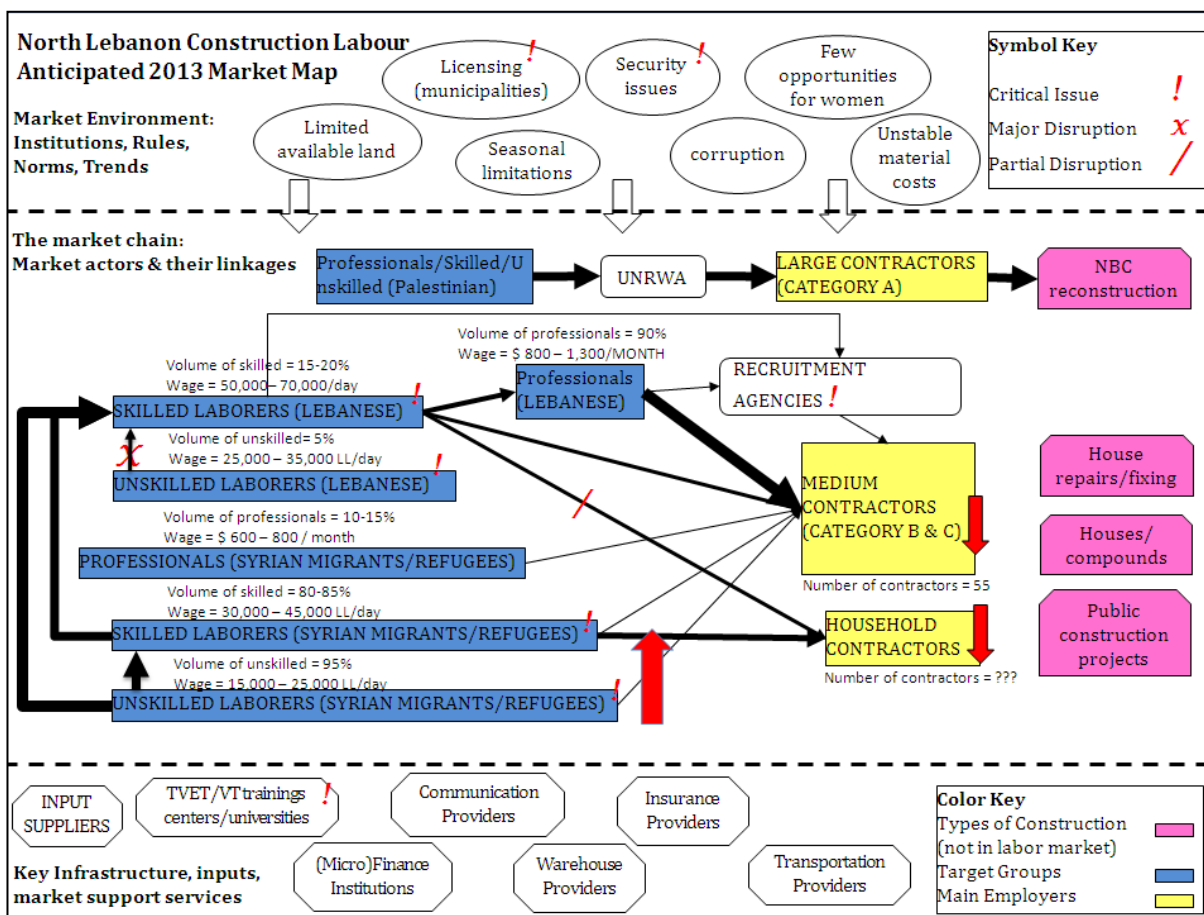 North Lebanon Construction Labour
Anticipated 2013 Market Map
Market Environment:
Institutions, Rules,
Norms, Trends
Licensing
(municipalities)
!
Security
issues
!
Few
opportunities
for women
Limited
available land
Seasonal
limitations
corruption
Unstable
material
costs
Symbol Key
Critical Issue !
Major Disruption x
Partial Disruption /
The market chain:
Market actors & their linkages
Professionals/Skilled/U
nskilled (Palestinian)
UNRWA
LARGE CONTRACTORS
(CATEGORY A)
NBC
reconstruction
Volume of professionals = 90%
Wage = $ 800 – 1,300/MONTH
Professionals
(LEBANESE)
RECRUITMENT
AGENCIES !
Volume of skilled = 15-20%
Wage = 50,000 – 70,000/day
SKILLED LABORERS (LEBANESE) !
x
Volume of unskilled= 5%
Wage = 25,000 – 35,000 LL/day
UNSKILLED LABORERS (LEBANESE) !
/
Volume of professionals = 10-15%
Wage = $ 600 – 800 / month
PROFESSIONALS (SYRIAN MIGRANTS/REFUGEES)
Volume of skilled = 80-85%
Wage = 30,000 – 45,000 LL/day
SKILLED LABORERS (SYRIAN MIGRANTS/REFUGEES) !
Volume of unskilled = 95%
Wage = 15,000 – 25,000 LL/day
UNSKILLED LABORERS (SYRIAN MIGRANTS/REFUGEES) !
MEDIUM
CONTRACTORS
(CATEGORY B & C)
Number of contractors = 55
HOUSEHOLD
CONTRACTORS
Number of contractors = ???
House
repairs/fixing
Houses/
compounds
Public
construction
projects
INPUT
SUPPLIERS
TVET/VT trainings
centers/universities
!
Communication
Providers
Insurance
Providers
(Micro)Finance
Institutions
Warehouse
Providers
Transportation
Providers
Key Infrastructure, inputs,
market support services
Color Key
Types of Construction
(not in labor market)
Target Groups
Main Employers